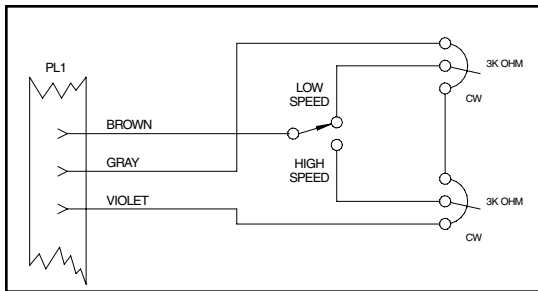 PL1
BROWN
GRAY
VIOLET
LOW
SPEED
HIGH
SPEED
3K OHM
CW
3K OHM
CW